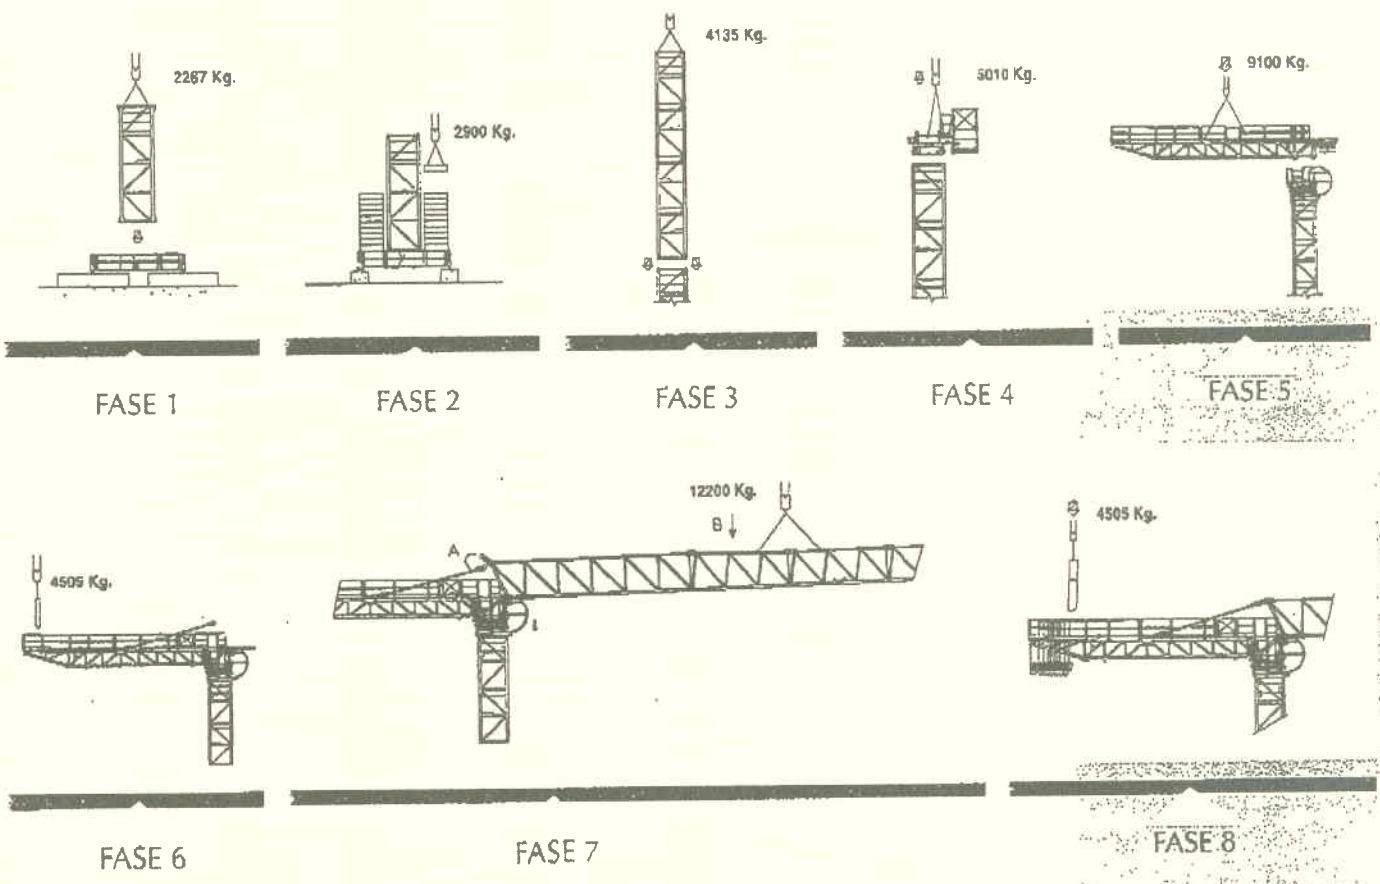 2267 Kg.
2900 Kg.
4135 Kg.
5010 Kg.
9100 Kg.
FASE 1
FASE 2
FASE 3
FASE 4
FASE 5
4505 Kg.
A
B
12200 Kg.
4505 Kg.
FASE 6
FASE 7
FASE 8